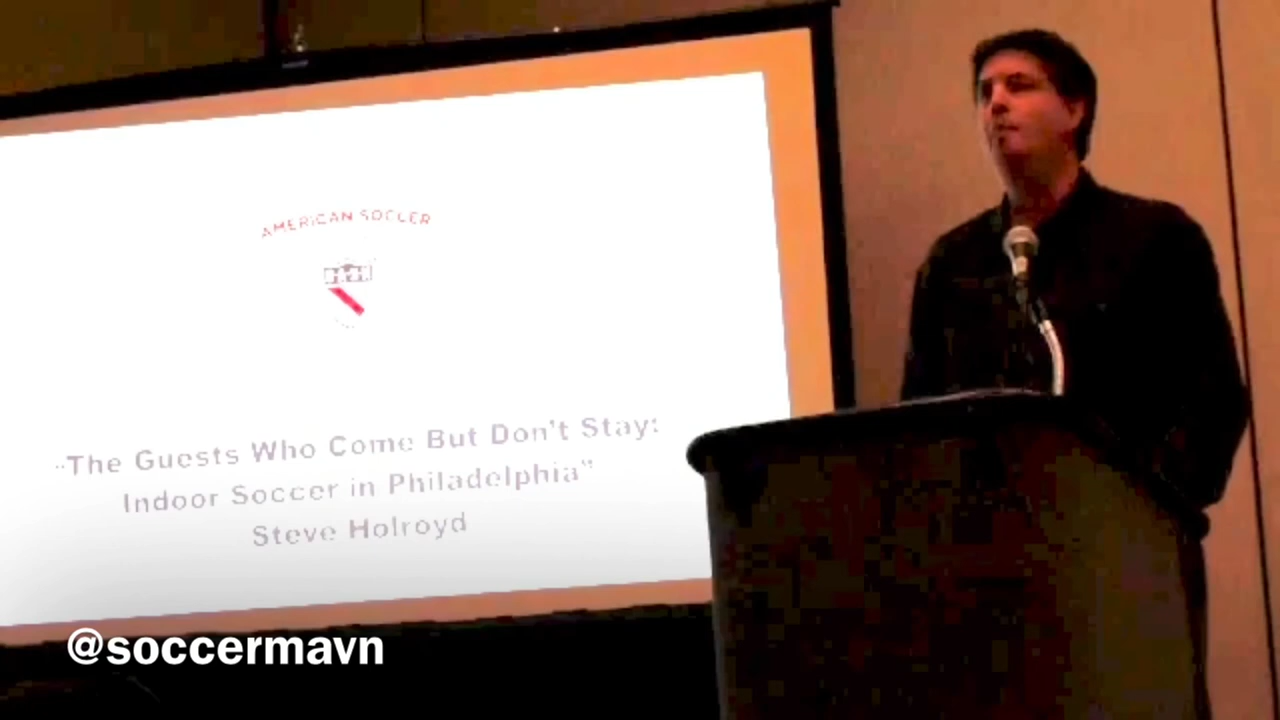 AMERICAN SOCCER
“The Guests Who Come But Don't Stay:
Indoor Soccer in Philadelphia”
Steve Holroyd
@soccermavn